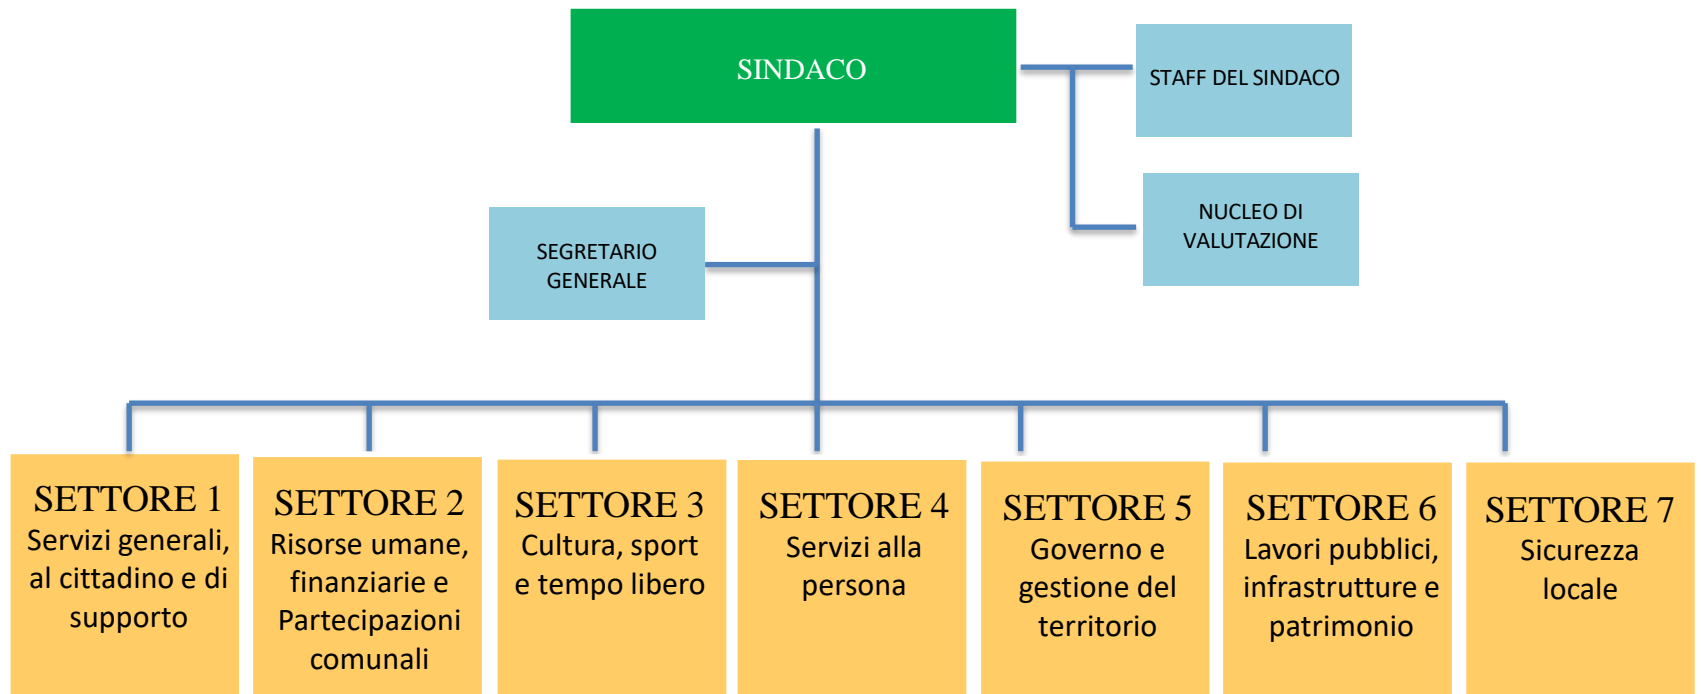 SINDACO
STAFF DEL SINDACO
NUCLEO DI
VALUTAZIONE
SEGRETARIO
GENERALE
SETTORE 1
Servizi generali,
al cittadino e di
supporto
SETTORE 2
Risorse umane,
finanziarie e
Partecipazioni
comunali
SETTORE 3
Cultura, sport
e tempo libero
SETTORE 4
Servizi alla
persona
SETTORE 5
Governo e
gestione del
territorio
SETTORE 6
Lavori pubblici,
infrastrutture e
patrimonio
SETTORE 7
Sicurezza
locale